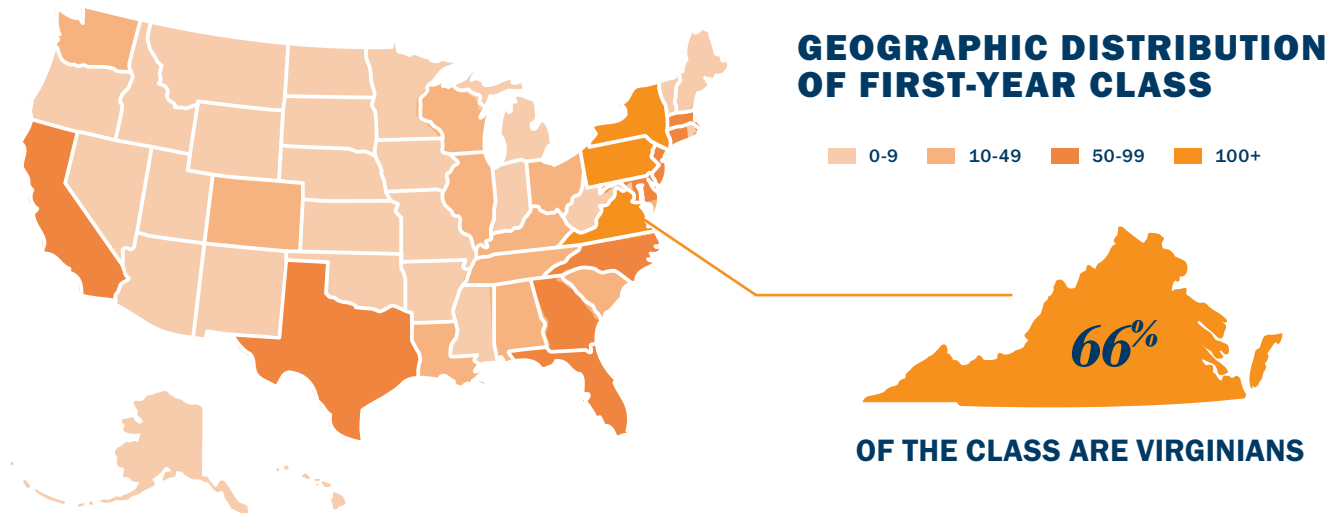 GEOGRAPHIC DISTRIBUTION
OF FIRST-YEAR CLASS
0-9 10-49 50-99 100+
66%
OF THE CLASS ARE VIRGINIANS